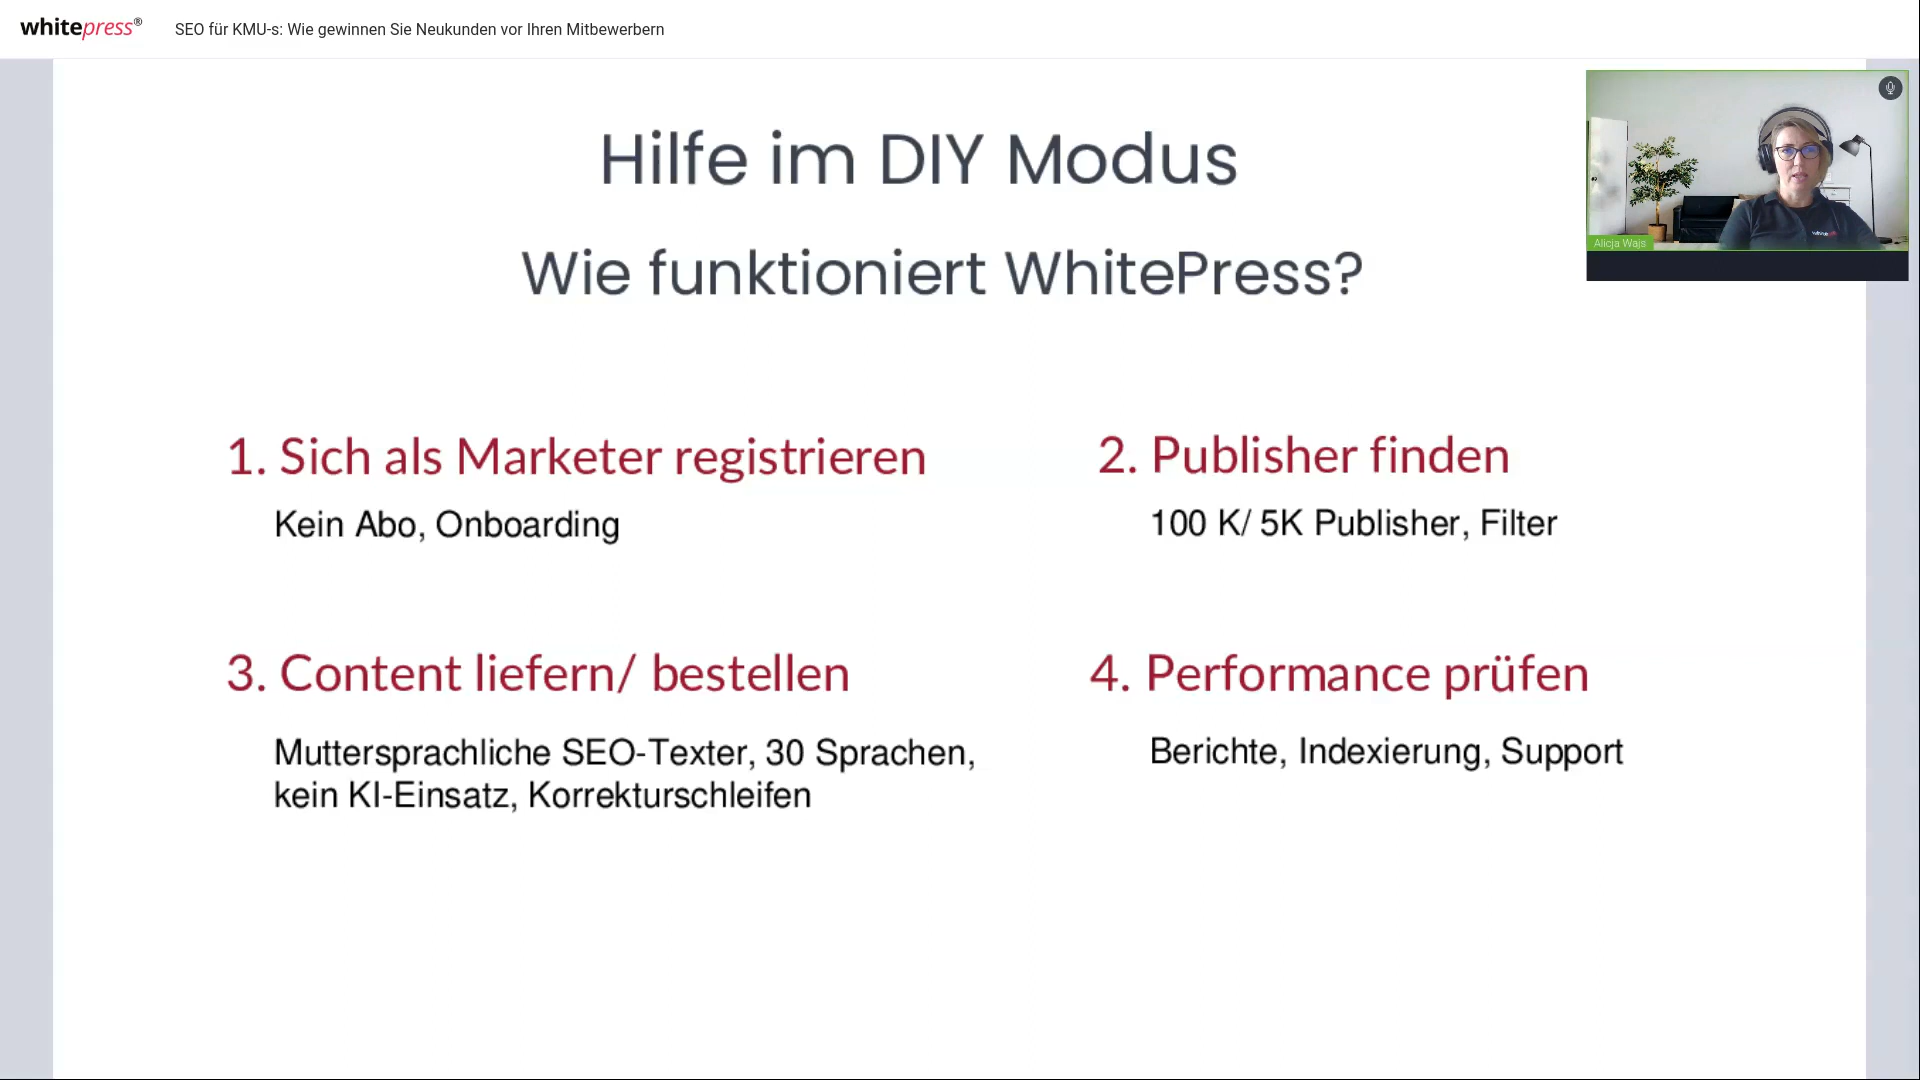 whitepress®
SEO für KMU-s: Wie gewinnen Sie Neukunden vor Ihren Mitbewerbern
Hilfe im DIY Modus
Wie funktioniert WhitePress?
Alicja Wajs
1. Sich als Marketer registrieren
Kein Abo, Onboarding
2. Publisher finden
100 K/ 5K Publisher, Filter
3. Content liefern/ bestellen
Muttersprachliche SEO-Texter, 30 Sprachen,
kein KI-Einsatz, Korrekturschleifen
4. Performance prüfen
Berichte, Indexierung, Support